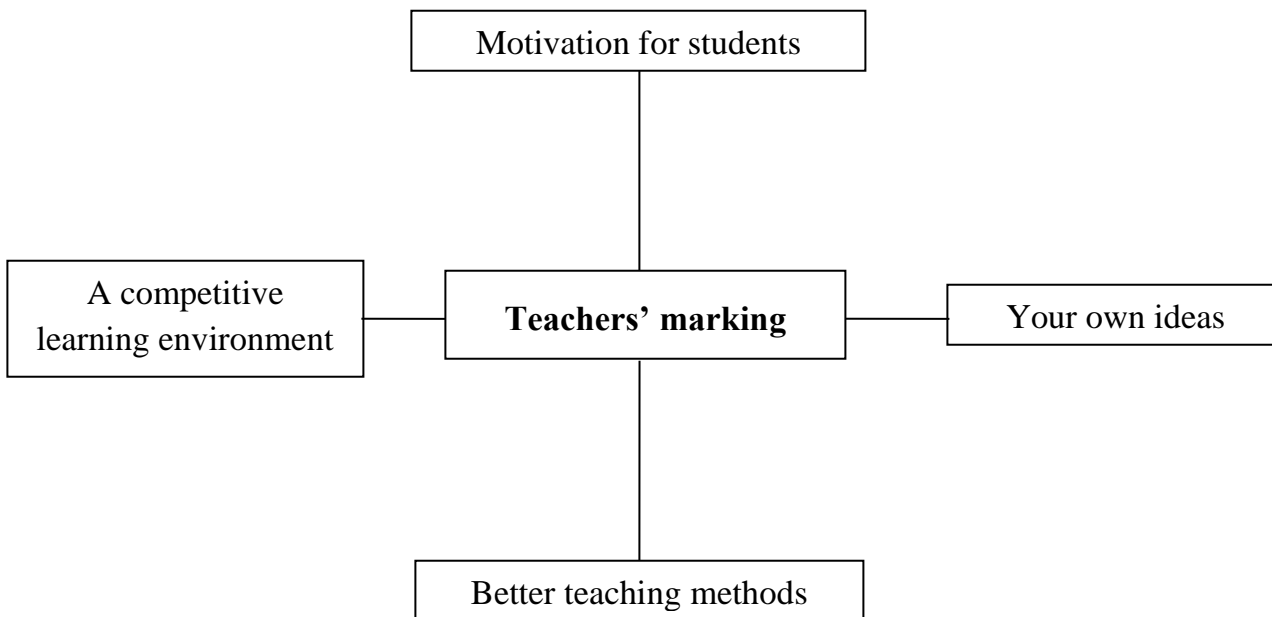 Motivation for students
A competitive
learning environment
Teachers’ marking
Your own ideas
Better teaching methods